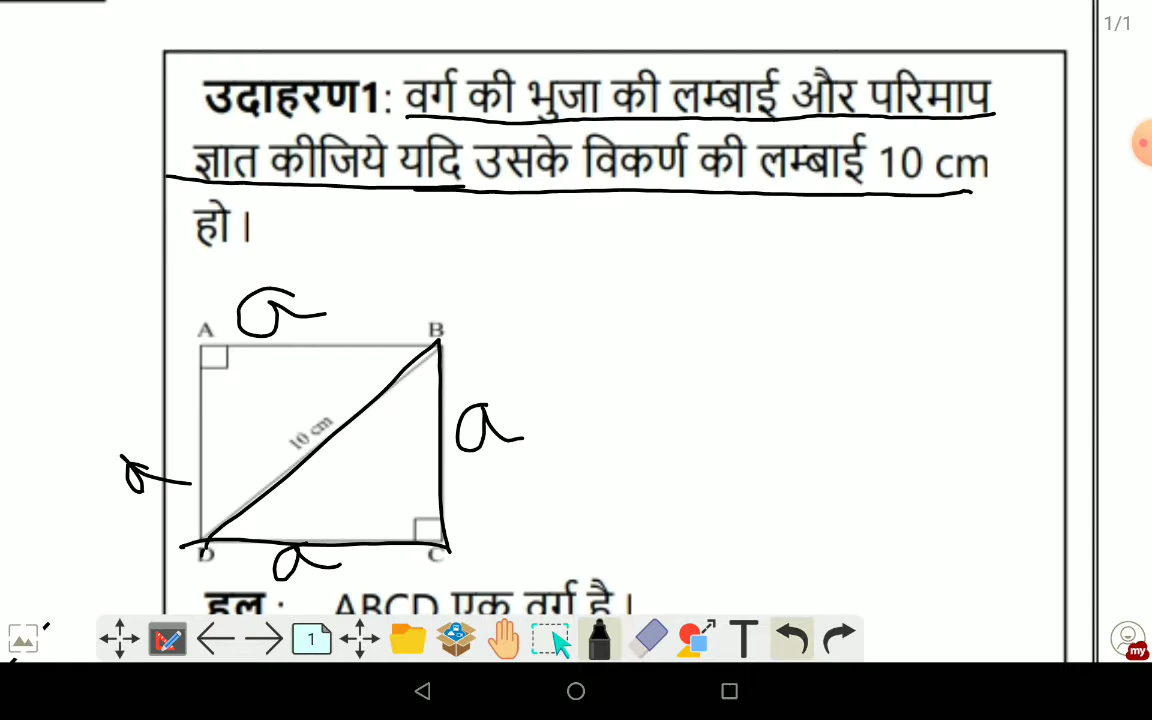 1/1
उदाहरण1: वर्ग की भुजा की लम्बाई और परिमाप
ज्ञात कीजिये यदि उसके विकर्ण की लम्बाई 10 cm
हो।
a
A B
10 cm
a
a
D C
a
हल : ABCD एक वर्ग है।
1 T
my